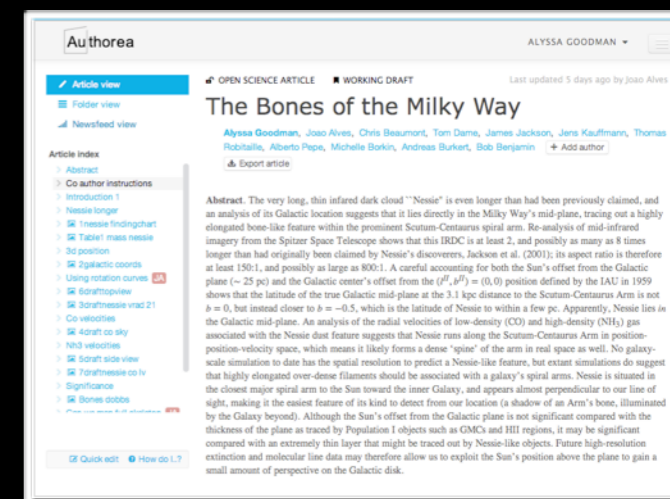 Authorea
ALYSSA GOODMAN
Article view
Folder view
Newsfeed view
Article index
Abstract
Co author instructions
Introduction 1
Nessie longer
1nessie findingchart
Table1 mass nessie
3d position
2galactic coords
Using rotation curves JA
6drafttopview
3draftnessie vrad 21
Co velocities
4draft co sky
Nh3 velocities
5draft side view
7draftnessie co lv
Significance
Bones dobbs
Quick edit How do I..?
OPEN SCIENCE ARTICLE WORKING DRAFT Last updated 5 days ago by Joao Alves
The Bones of the Milky Way
Alyssa Goodman, Joao Alves, Chris Beaumont, Tom Dame, James Jackson, Jens Kauffmann, Thomas
Robitaille, Alberto Pepe, Michelle Borkin, Andreas Burkert, Bob Benjamin + Add author
Export article
Abstract. The very long, thin infared dark cloud ``Nessie" is even longer than had been previously claimed, and
an analysis of its Galactic location suggests that it lies directly in the Milky Way's mid-plane, tracing out a highly
elongated bone-like feature within the prominent Scutum-Centaurus spiral arm. Re-analysis of mid-infrared
imagery from the Spitzer Space Telescope shows that this IRDC is at least 2, and possibly as many as 8 times
longer than had originally been claimed by Nessie's discoverers, Jackson et al. (2001); its aspect ratio is therefore
at least 150:1, and possibly as large as 800:1. A careful accounting for both the Sun's offset from the Galactic
plane (~ 25 pc) and the Galactic center's offset from the (l^II, b^II) = (0, 0) position defined by the IAU in 1959
shows that the latitude of the true Galactic mid-plane at the 3.1 kpc distance to the Scutum-Centaurus Arm is not
b = 0, but instead closer to b = −0.5, which is the latitude of Nessie to within a few pc. Apparently, Nessie lies in
the Galactic mid-plane. An analysis of the radial velocities of low-density (CO) and high-density (NH₃) gas
associated with the Nessie dust feature suggests that Nessie runs along the Scutum-Centaurus Arm in position-
position-velocity space, which means it likely forms a dense `spine' of the arm in real space as well. No galaxy-
scale simulation to date has the spatial resolution to predict a Nessie-like feature, but extant simulations do suggest
that highly elongated over-dense filaments should be associated with a galaxy's spiral arms. Nessie is situated in
the closest major spiral arm to the Sun toward the inner Galaxy, and appears almost perpendicular to our line of
sight, making it the easiest feature of its kind to detect from our location (a shadow of an Arm's bone, illuminated
by the Galaxy beyond). Although the Sun's offset from the Galactic plane is not significant compared with the
thickness of the plane as traced by Population I objects such as GMCs and HII regions, it may be significant
compared with an extremely thin layer that might be traced out by Nessie-like objects. Future high-resolution
extinction and molecular line data may therefore allow us to exploit the Sun's position above the plane to gain a
small amount of perspective on the Galactic disk.